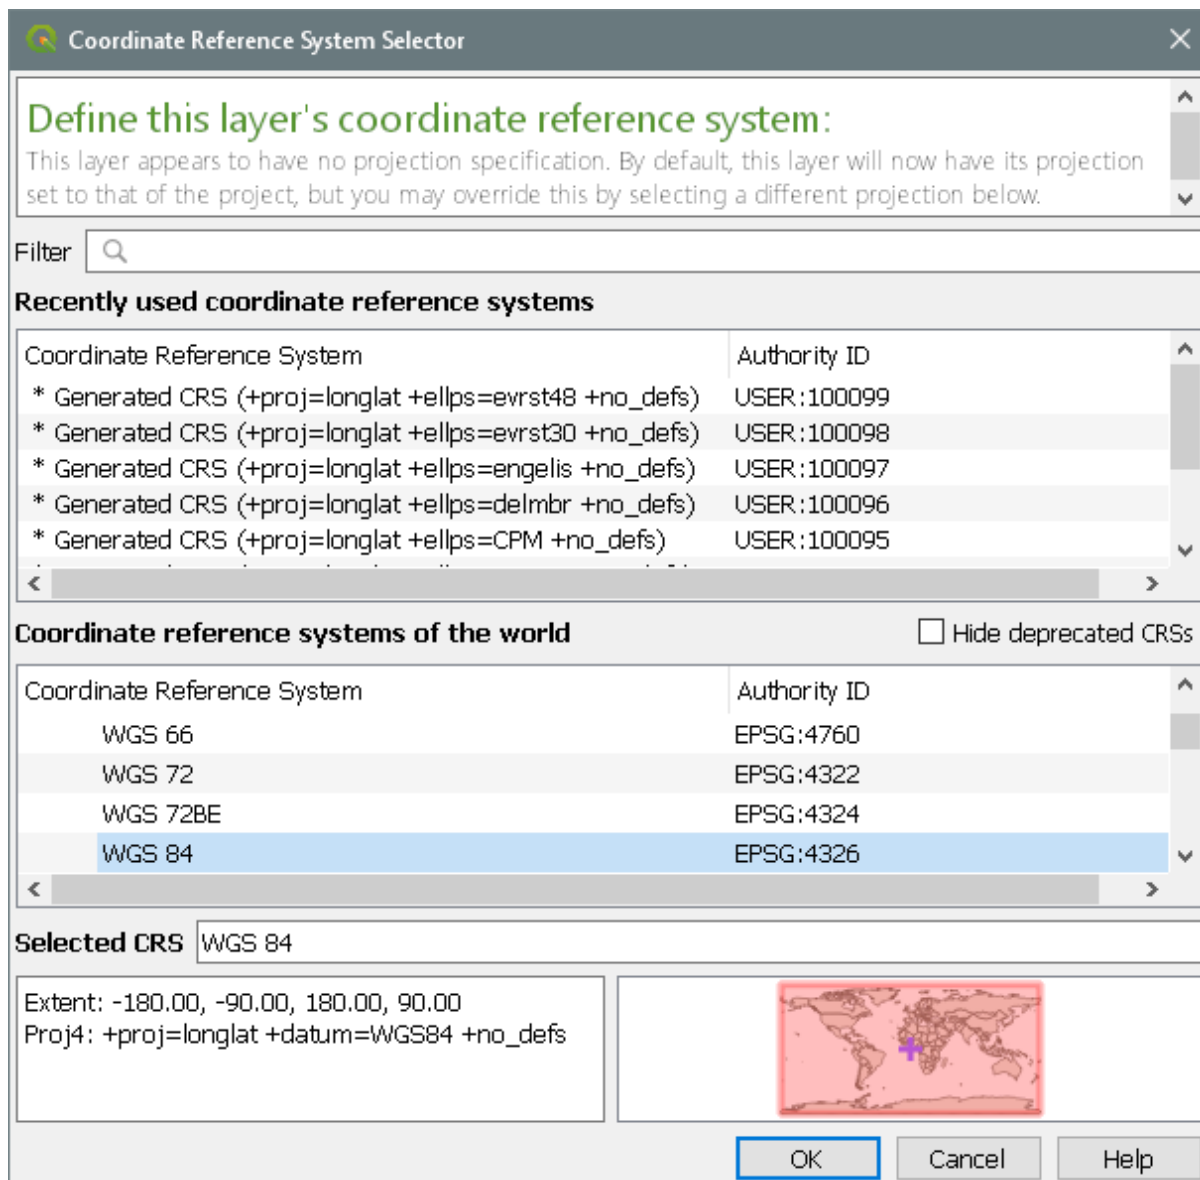 Coordinate Reference System Selector
Define this layer's coordinate reference system:
This layer appears to have no projection specification. By default, this layer will now have its projection
set to that of the project, but you may override this by selecting a different projection below.
Filter
Recently used coordinate reference systems
Coordinate Reference System Authority ID
* Generated CRS (+proj=longlat +ellps=evrst48 +no_defs) USER:100099
* Generated CRS (+proj=longlat +ellps=evrst30 +no_defs) USER:100098
* Generated CRS (+proj=longlat +ellps=engelis +no_defs) USER:100097
* Generated CRS (+proj=longlat +ellps=delmbr +no_defs) USER:100096
* Generated CRS (+proj=longlat +ellps=CPM +no_defs) USER:100095
Coordinate reference systems of the world Hide deprecated CRSs
Coordinate Reference System Authority ID
WGS 66 EPSG:4760
WGS 72 EPSG:4322
WGS 72BE EPSG:4324
WGS 84 EPSG:4326
Selected CRS WGS 84
Extent: -180.00, -90.00, 180.00, 90.00
Proj4: +proj=longlat +datum=WGS84 +no_defs
OK Cancel Help